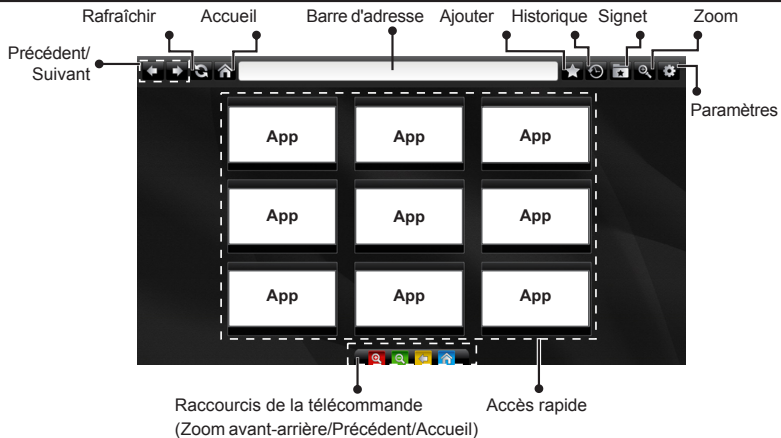 Rafraîchir Accueil Barre d'adresse Ajouter Historique Signet Zoom
Précédent/
Suivant
Paramètres
App App App
App App App
App App App
Raccourcis de la télécommande
(Zoom avant-arrière/Précédent/Accueil)
Accès rapide